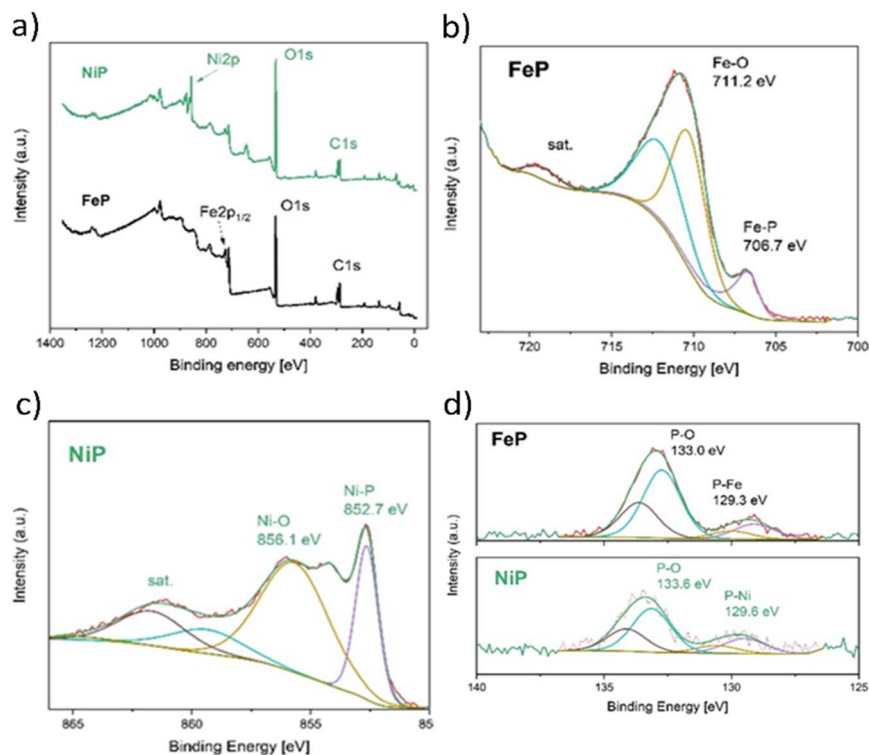 a)
NiP
Ni2p
O1s
C1s
FeP
Fe2p1/2
O1s
C1s
Intensity (a.u.)
1400 1200 1000 800 600 400 200 0
Binding energy [eV]
b)
FeP
Fe-O
711.2 eV
sat.
Fe-P
706.7 eV
Intensity (a.u.)
720 715 710 705 700
Binding Energy [eV]
c)
NiP
Ni-P
852.7 eV
Ni-O
856.1 eV
sat.
Intensity (a.u.)
865 860 855 85
Binding Energy [eV]
d)
FeP
P-O
133.0 eV
P-Fe
129.3 eV
NiP
P-O
133.6 eV
P-Ni
129.6 eV
Intensity (a.u.)
140 135 130 125
Binding Energy [eV]